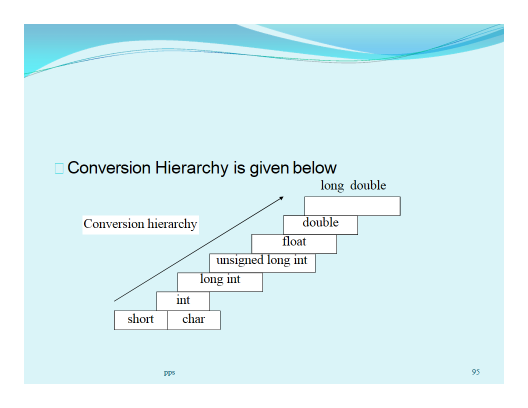 Conversion Hierarchy is given below
long double
Conversion hierarchy
double
float
unsigned long int
long int
int
short char
pps 95